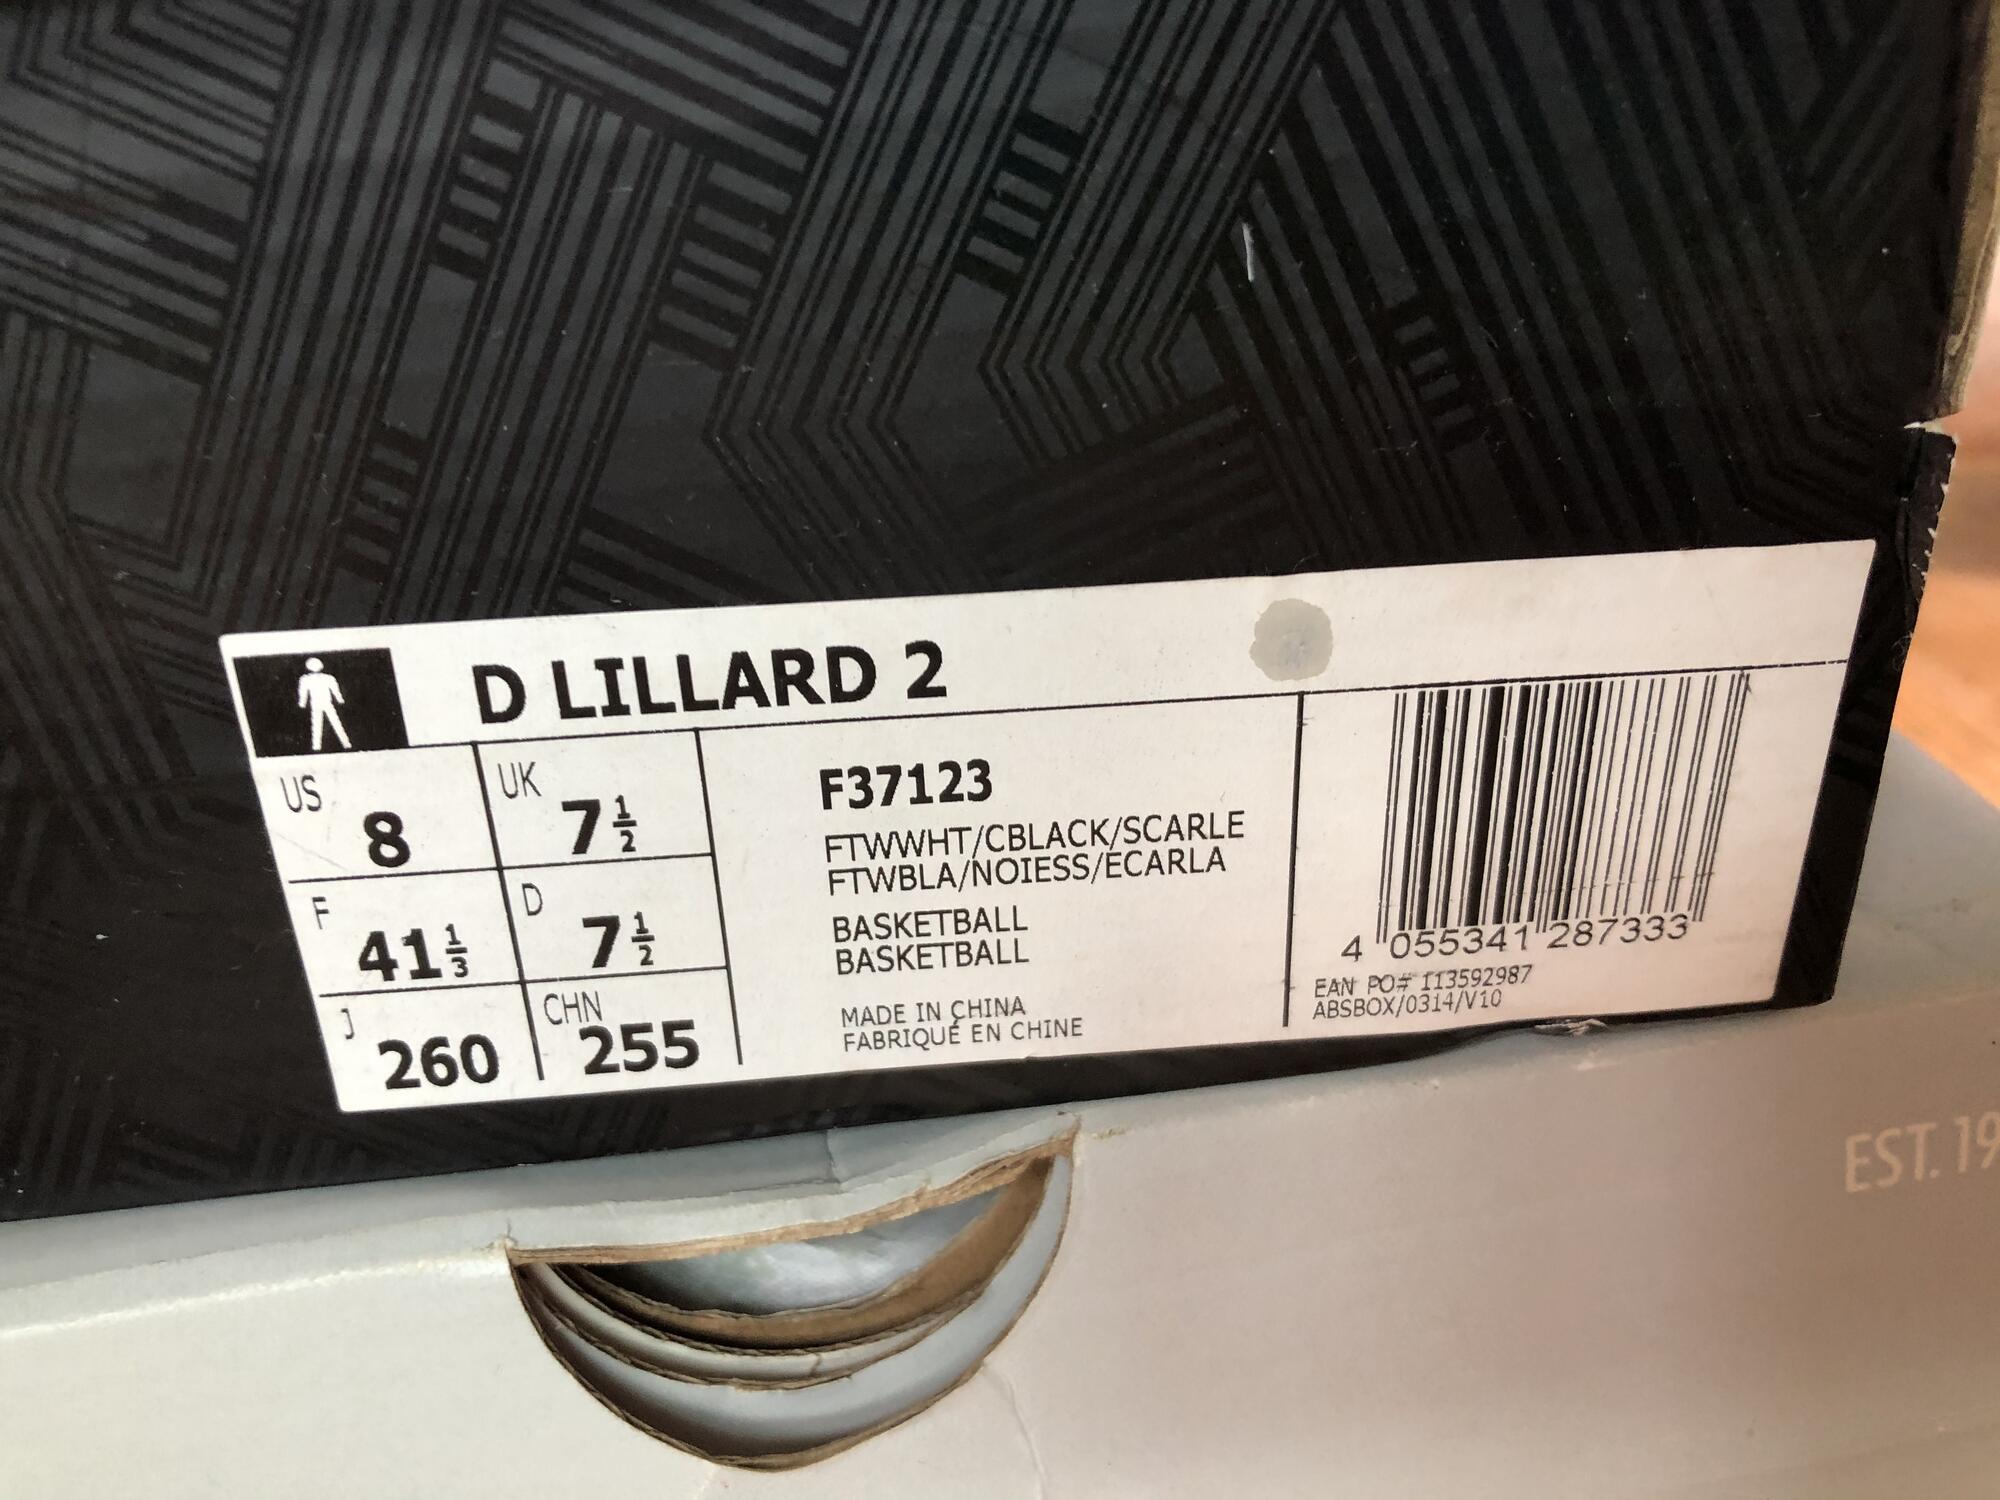 D LILLARD 2
US 8
UK 7 1/2
F 41 1/3
D 7 1/2
J 260
CHN 255
F37123
FTWWHT/CBLACK/SCARLE
FTWBLA/NOIESS/ECARLA
BASKETBALL
BASKETBALL
MADE IN CHINA
FABRIQUÉ EN CHINE
4 055341 287333
EAN PO# 113592987
ABSBOX/0314/V10
EST. 19